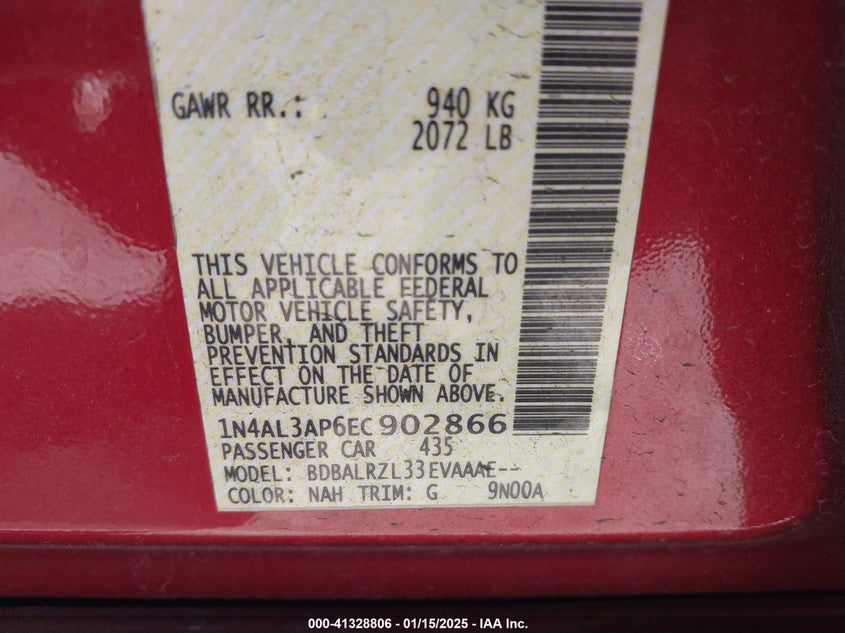 GAWR RR.: 940 KG
2072 LB
THIS VEHICLE CONFORMS TO
ALL APPLICABLE FEDERAL
MOTOR VEHICLE SAFETY,
BUMPER, AND THEFT
PREVENTION STANDARDS IN
EFFECT ON THE DATE OF
MANUFACTURE SHOWN ABOVE.
1N4AL3AP6EC902866
PASSENGER CAR 435
MODEL: BDBALRZL33EVAAAE--
COLOR: NAH TRIM: G 9N00A
000-41328806 - 01/15/2025 - IAA Inc.